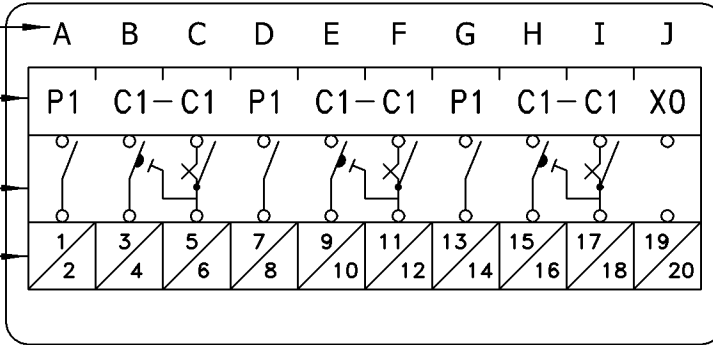 A B C D E F G H I J
P1 C1-C1 P1 C1-C1 P1 C1-C1 X0
1 3 5 7 9 11 13 15 17 19
2 4 6 8 10 12 14 16 18 20